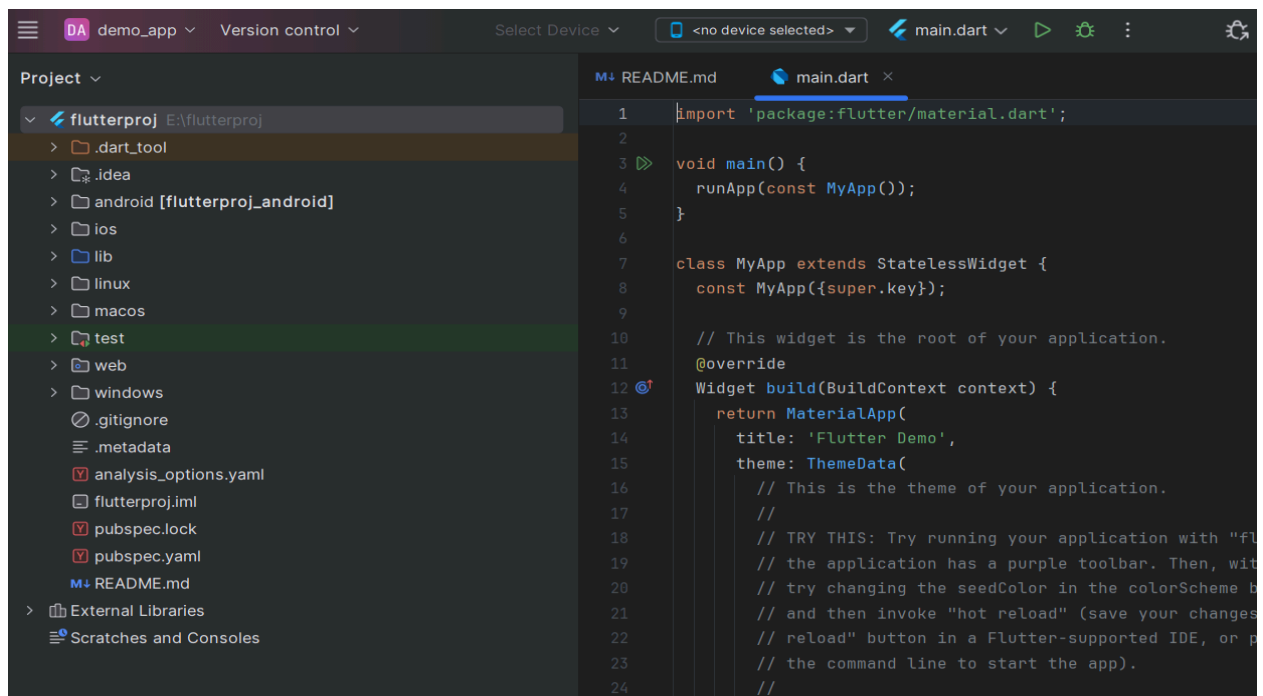 DA demo_app Version control Select Device <no device selected> main.dart
Project
README.md main.dart
flutterproj E:\flutterproj
.dart_tool
.idea
android [flutterproj_android]
ios
lib
linux
macos
test
web
windows
.gitignore
.metadata
analysis_options.yaml
flutterproj.iml
pubspec.lock
pubspec.yaml
README.md
External Libraries
Scratches and Consoles
1 import 'package:flutter/material.dart';
2
3 void main() {
4 runApp(const MyApp());
5 }
6
7 class MyApp extends StatelessWidget {
8 const MyApp({super.key});
9
10 // This widget is the root of your application.
11 @override
12 Widget build(BuildContext context) {
13 return MaterialApp(
14 title: 'Flutter Demo',
15 theme: ThemeData(
16 // This is the theme of your application.
17 //
18 // TRY THIS: Try running your application with "fl
19 // the application has a purple toolbar. Then, wit
20 // try changing the seedColor in the colorScheme b
21 // and then invoke "hot reload" (save your changes
22 // reload" button in a Flutter-supported IDE, or p
23 // the command line to start the app).
24 //